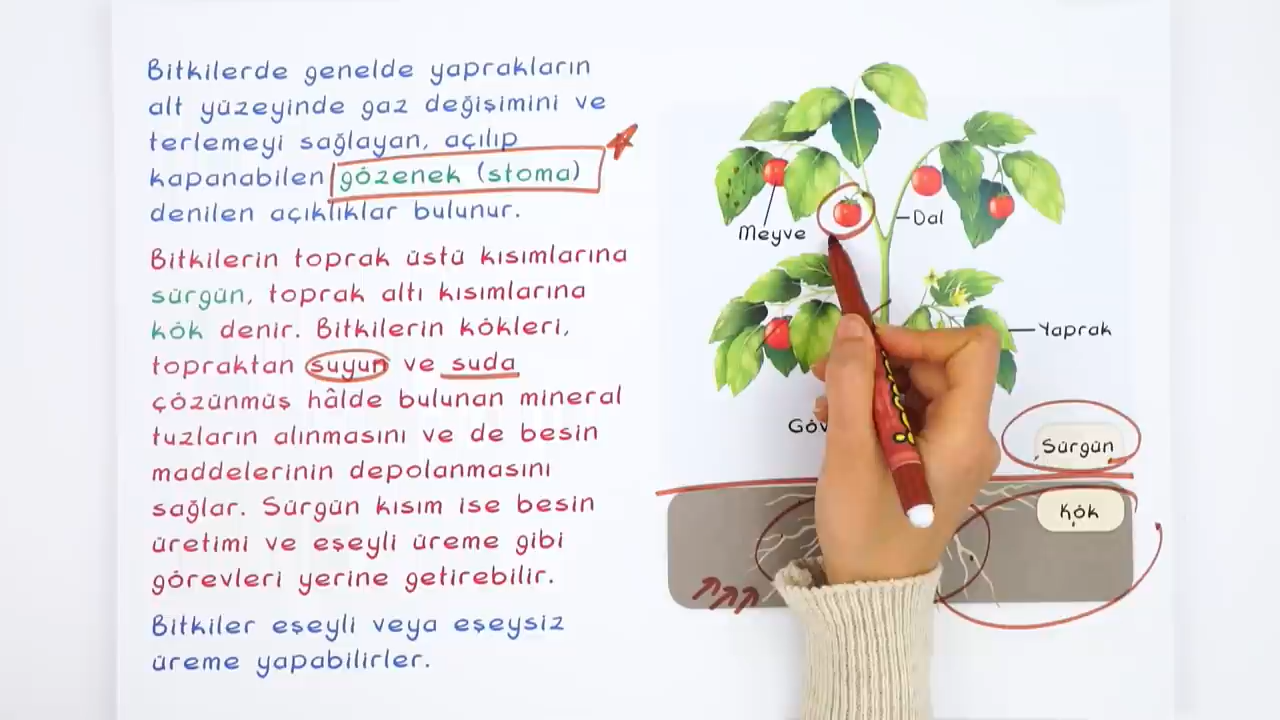 Bitkilerde genelde yaprakların
alt yüzeyinde gaz değişimini ve
terlemeyi sağlayan, açılıp
kapanabilen gözenek (stoma)
denilen açıklıklar bulunur.
Bitkilerin toprak üstü kısımlarına
sürgün, toprak altı kısımlarına
kök denir. Bitkilerin kökleri,
topraktan suyun ve suda
çözünmüş hâlde bulunan mineral
tuzların alınmasını ve de besin
maddelerinin depolanmasını
sağlar. Sürgün kısım ise besin
üretimi ve eşeyli üreme gibi
görevleri yerine getirebilir.
Bitkiler eşeyli veya eşeysiz
üreme yapabilirler.
Meyve
Dal
Yaprak
Sürgün
Kök